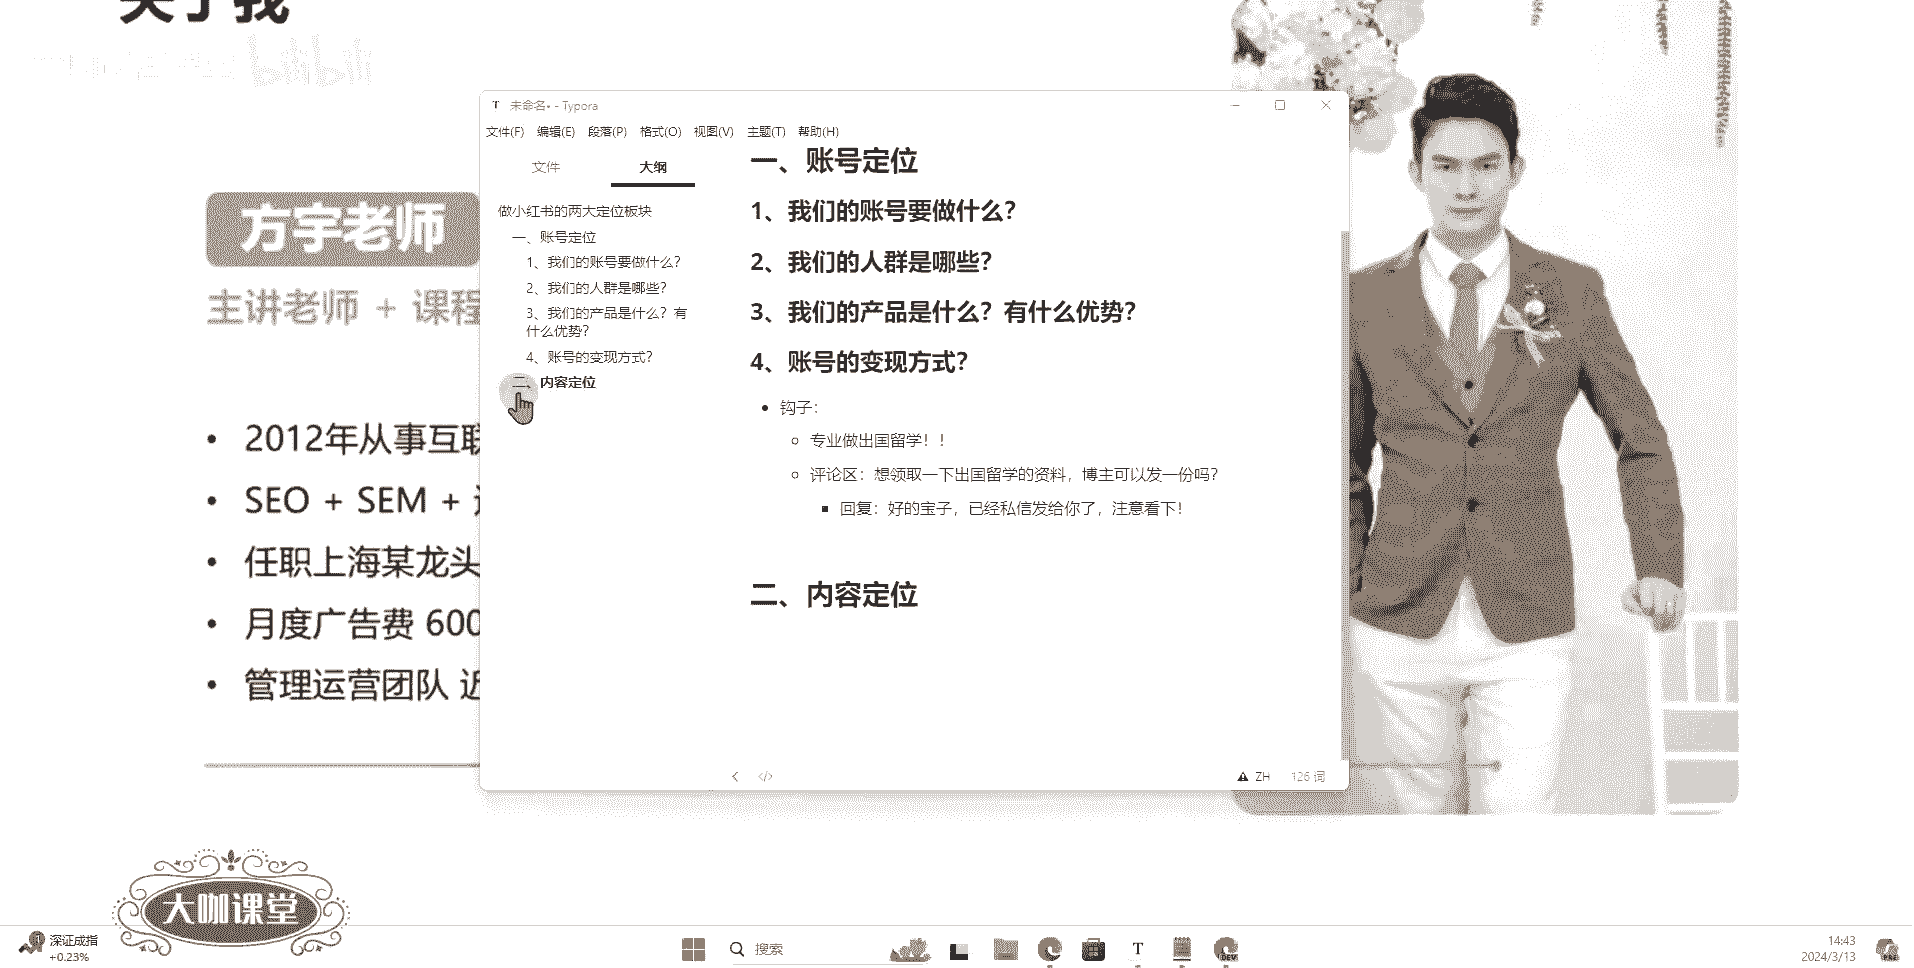 关于我
bilibili
方宇老师
主讲老师 + 课程
2012年从事互联
SEO + SEM +
任职上海某龙头
月度广告费 600
管理运营团队 近
未命名• - Typora
文件(F) 编辑(E) 段落(P) 格式(O) 视图(V) 主题(T) 帮助(H)
文件 大纲
做小红书的两大定位板块
一、账号定位
1、我们的账号要做什么?
2、我们的人群是哪些?
3、我们的产品是什么? 有
什么优势?
4、账号的变现方式?
二、内容定位
一、账号定位
1、我们的账号要做什么?
2、我们的人群是哪些?
3、我们的产品是什么? 有什么优势?
4、账号的变现方式?
钩子:
专业做出国留学! !
评论区: 想领取一下出国留学的资料, 博主可以发一份吗?
回复: 好的宝子, 已经私信发给你了, 注意看下!
二、内容定位
ZH 126 词
大咖课堂
深证成指
+0.23%
搜索
DEV
14:43
2024/3/13
PRE